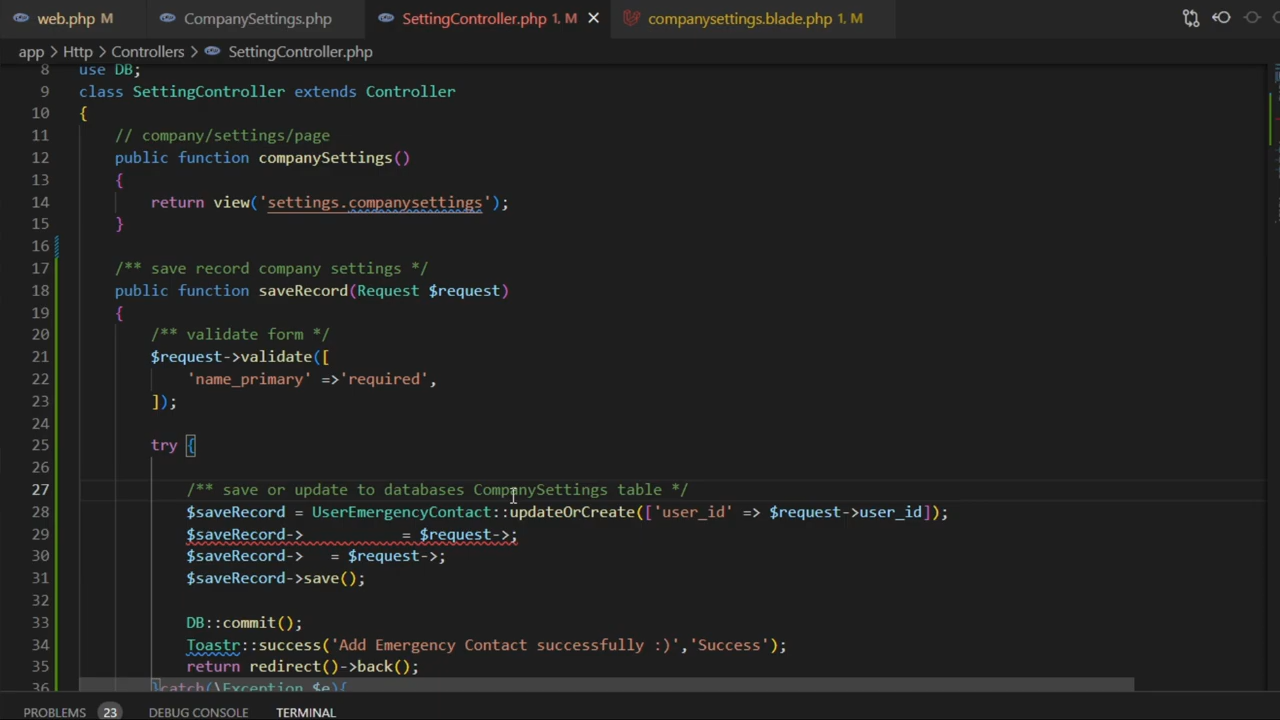 web.php M CompanySettings.php SettingController.php 1, M companysettings.blade.php 1, M
app > Http > Controllers > SettingController.php
8 use DB;
9 class SettingController extends Controller
10 {
11 // company/settings/page
12 public function companySettings()
13 {
14 return view('settings.companysettings');
15 }
16
17 /** save record company settings */
18 public function saveRecord(Request $request)
19 {
20 /** validate form */
21 $request->validate([
22 'name_primary' =>'required',
23 ]);
24
25 try {
26
27 /** save or update to databases CompanySettings table */
28 $saveRecord = UserEmergencyContact::updateOrCreate(['user_id' => $request->user_id]);
29 $saveRecord-> = $request->;
30 $saveRecord-> = $request->;
31 $saveRecord->save();
32
33 DB::commit();
34 Toastr::success('Add Emergency Contact successfully :)','Success');
35 return redirect()->back();
36 }catch(\Exception $e){
PROBLEMS 23 DEBUG CONSOLE TERMINAL